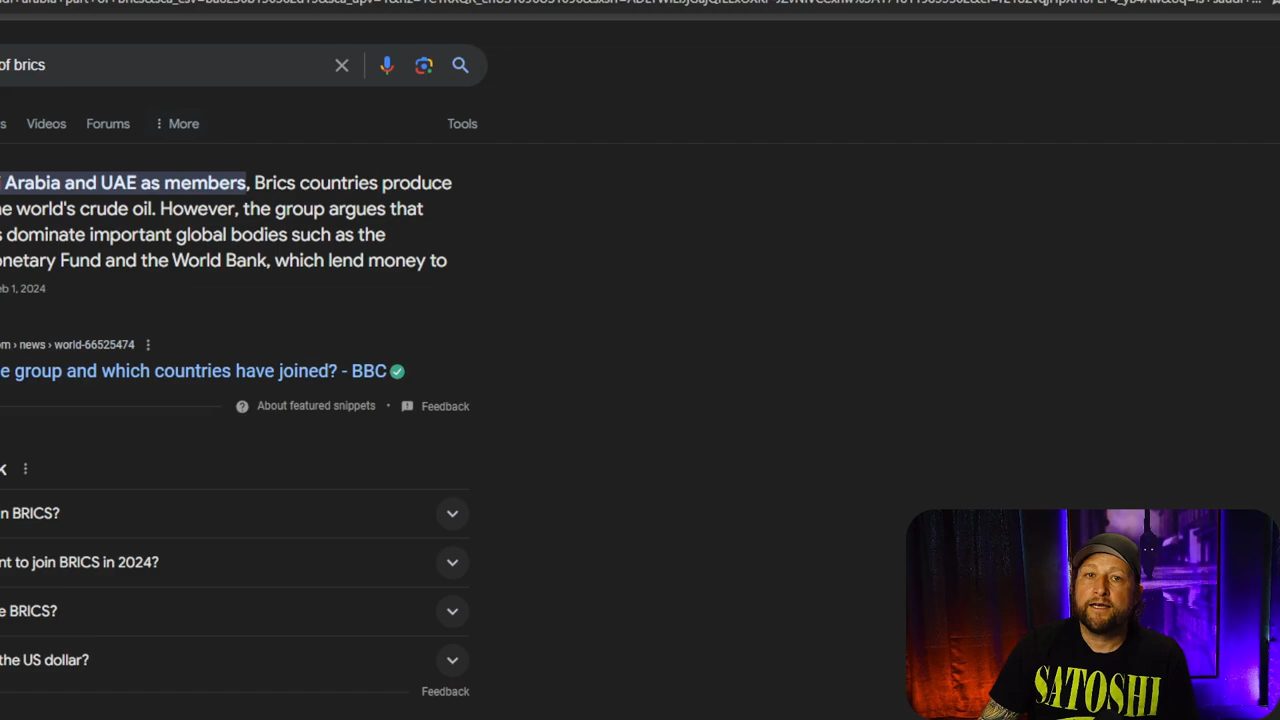 of brics
Videos Forums More Tools
Arabia and UAE as members, Brics countries produce
world's crude oil. However, the group argues that
dominate important global bodies such as the
Fund and the World Bank, which lend money to
1, 2024
news › world-66525474
group and which countries have joined? - BBC
About featured snippets • Feedback
BRICS?
to join BRICS in 2024?
BRICS?
the US dollar?
Feedback
SATOSHI